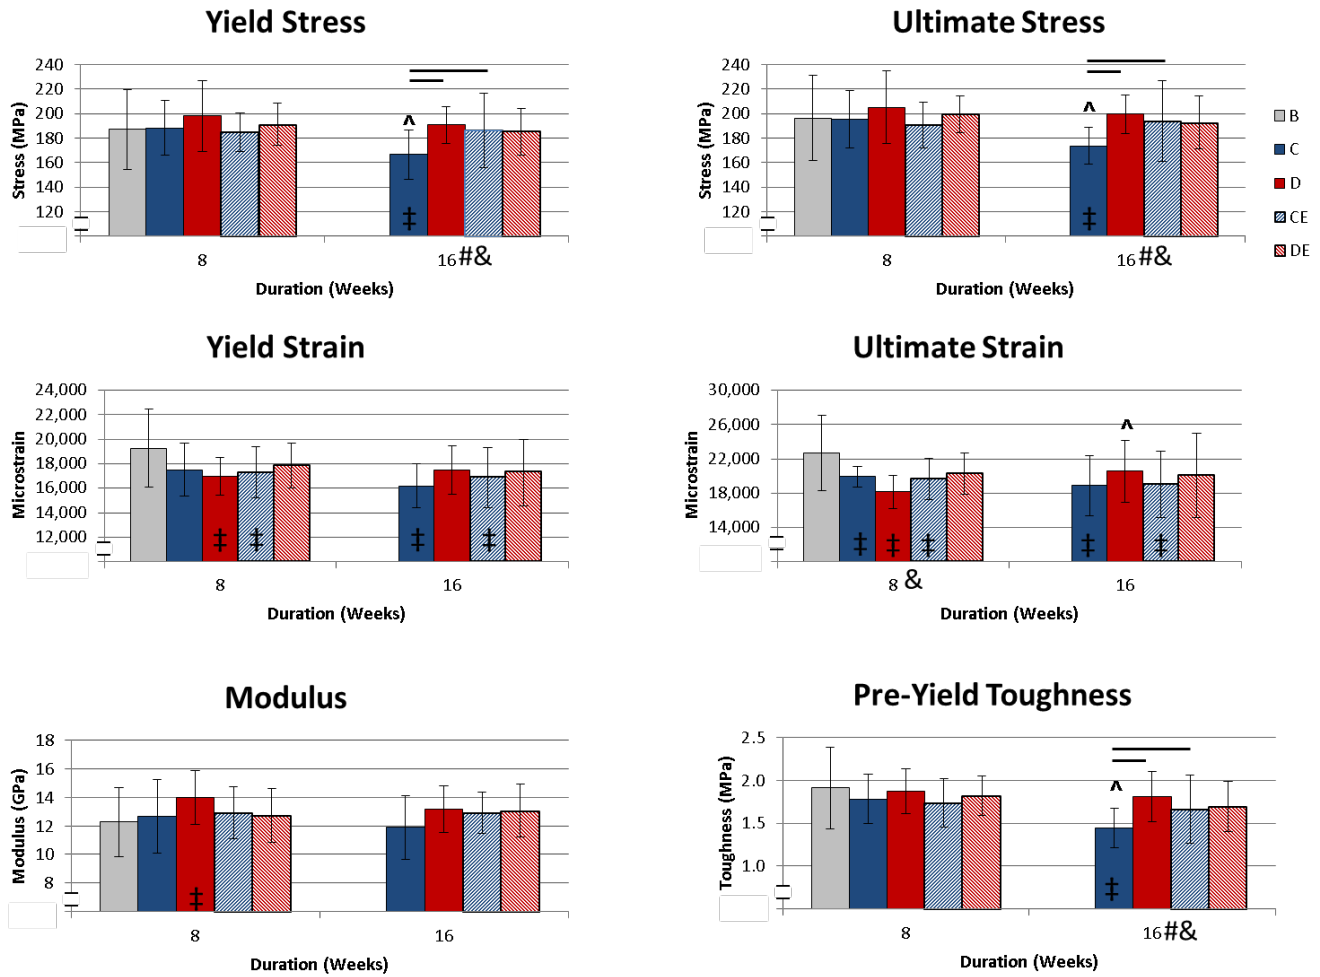 Yield Stress
Stress (MPa)
240
220
200
180
160
140
120
^
‡
8
16#&
Duration (Weeks)
Ultimate Stress
Stress (MPa)
240
220
200
180
160
140
120
^
‡
8
16#&
Duration (Weeks)
B
C
D
CE
DE
Yield Strain
Microstrain
24,000
22,000
20,000
18,000
16,000
14,000
12,000
‡ ‡ ‡ ‡
8
16
Duration (Weeks)
Ultimate Strain
Microstrain
30,000
26,000
22,000
18,000
14,000
^
‡ ‡ ‡ ‡ ‡
8 &
16
Duration (Weeks)
Modulus
Modulus (GPa)
18
16
14
12
10
8
‡
8
16
Duration (Weeks)
Pre-Yield Toughness
Toughness (MPa)
2.5
2.0
1.5
1.0
^
‡
8
16#&
Duration (Weeks)